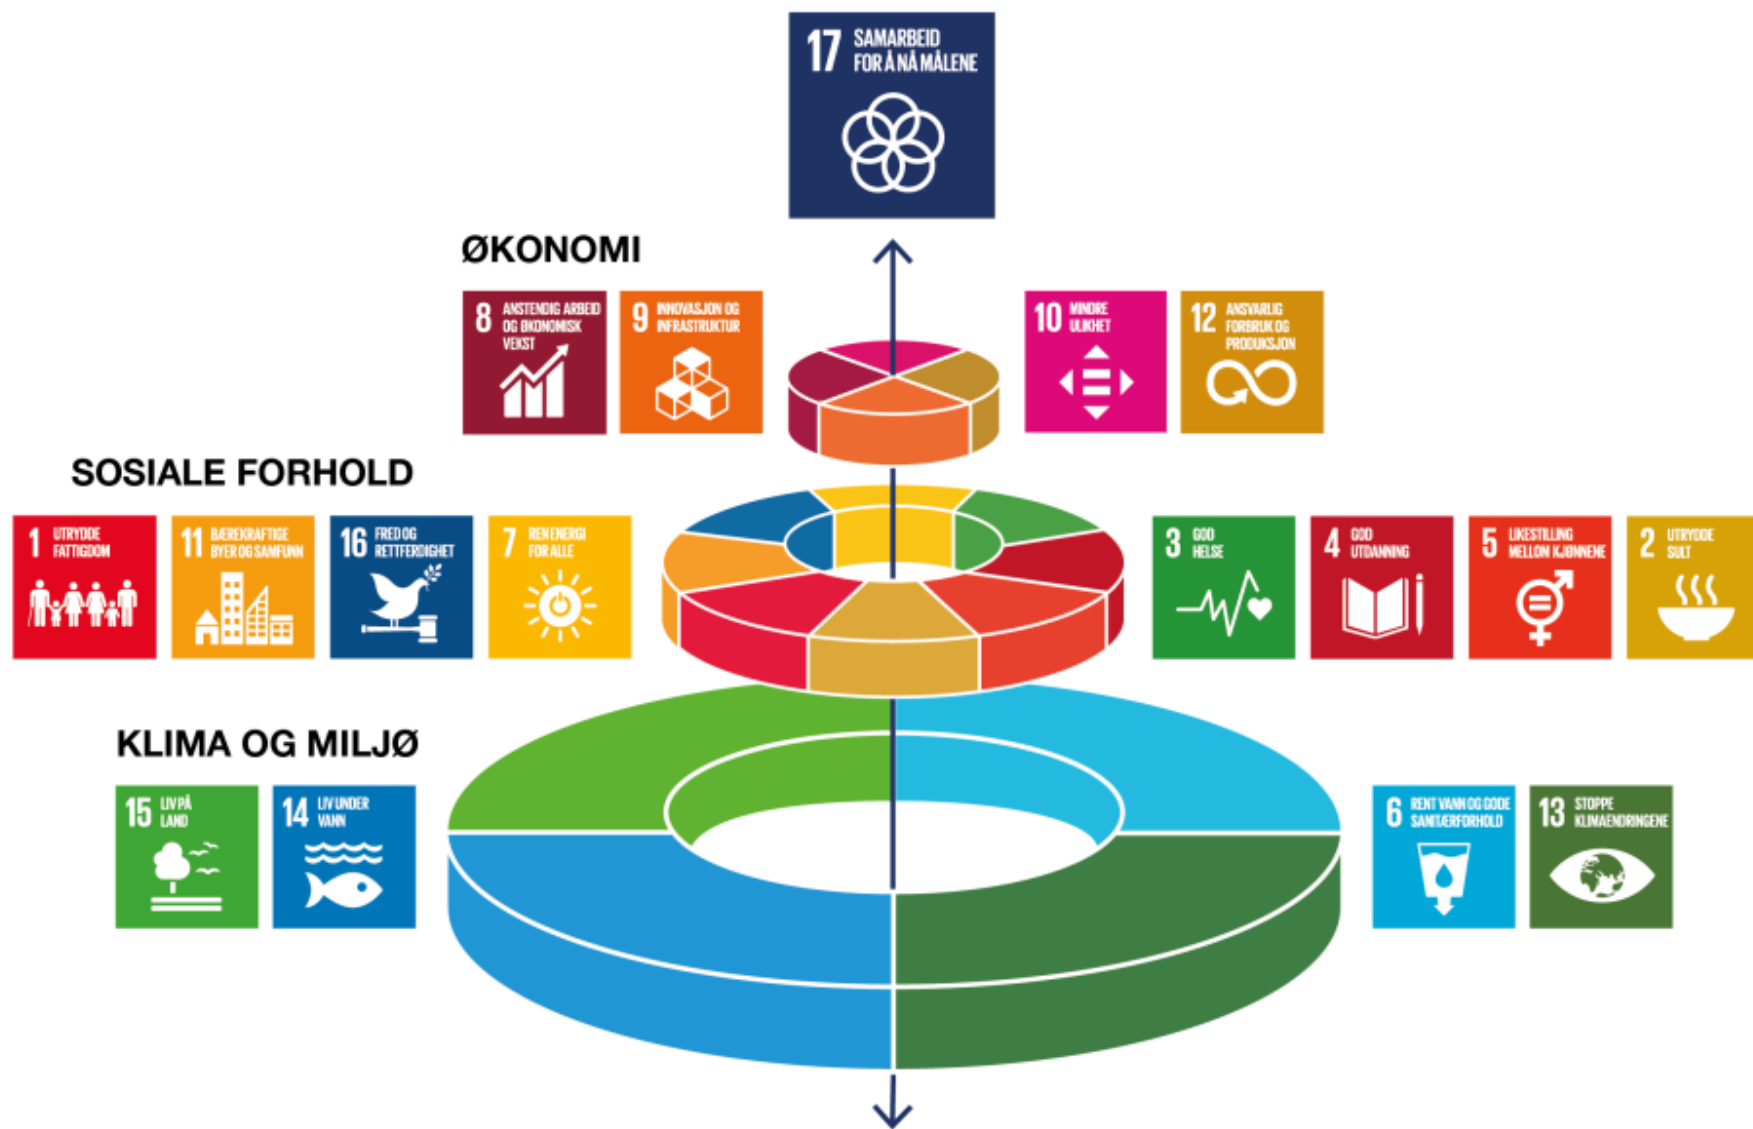 17 SAMARBEID
FOR Å NÅ MÅLENE
ØKONOMI
8 ANSTENDIG ARBEID
OG ØKONOMISK
VEKST
9 INNOVASJON OG
INFRASTRUKTUR
10 MINDRE
ULIKHET
12 ANSVARLIG
FORBRUK OG
PRODUKSJON
SOSIALE FORHOLD
1 UTRYDDE
FATTIGDOM
11 BÆREKRAFTIGE
BYER OG SAMFUNN
16 FRED OG
RETTFERDIGHET
7 REN ENERGI
FOR ALLE
3 GOD
HELSE
4 GOD
UTDANNING
5 LIKESTILLING
MELLOM KJØNNENE
2 UTRYDDE
SULT
KLIMA OG MILJØ
15 LIV PÅ
LAND
14 LIV UNDER
VANN
6 RENT VANN OG GODE
SANITÆRFORHOLD
13 STOPPE
KLIMAENDRINGENE